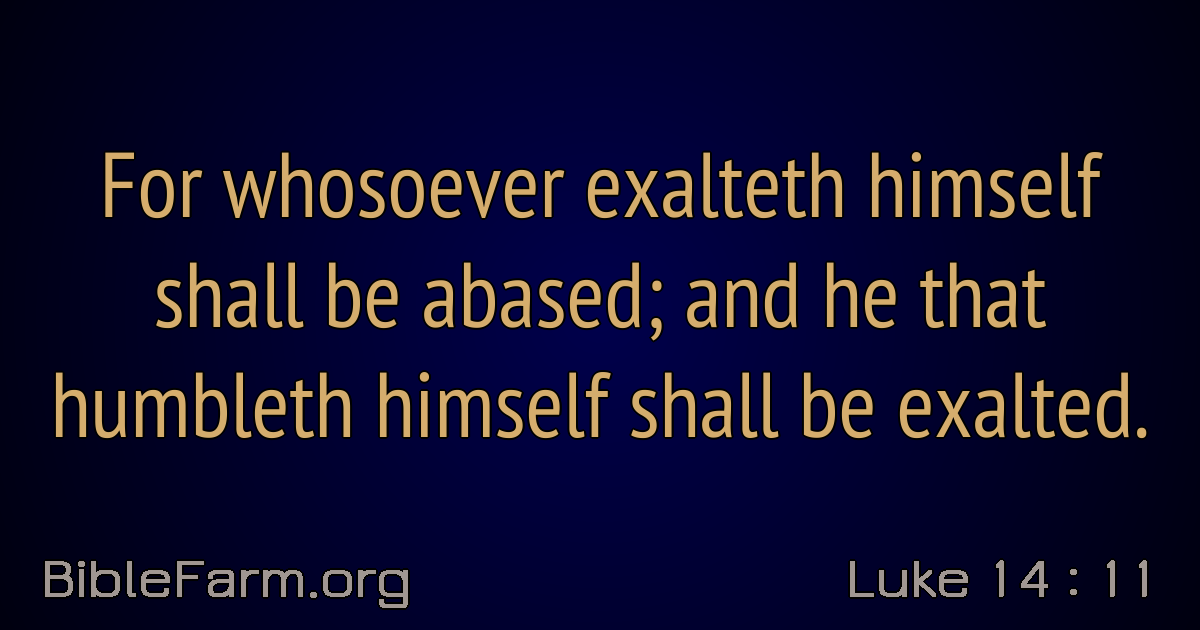 For whosoever exalteth himself
shall be abased; and he that
humbleth himself shall be exalted.
BibleFarm.org
Luke 14 : 11